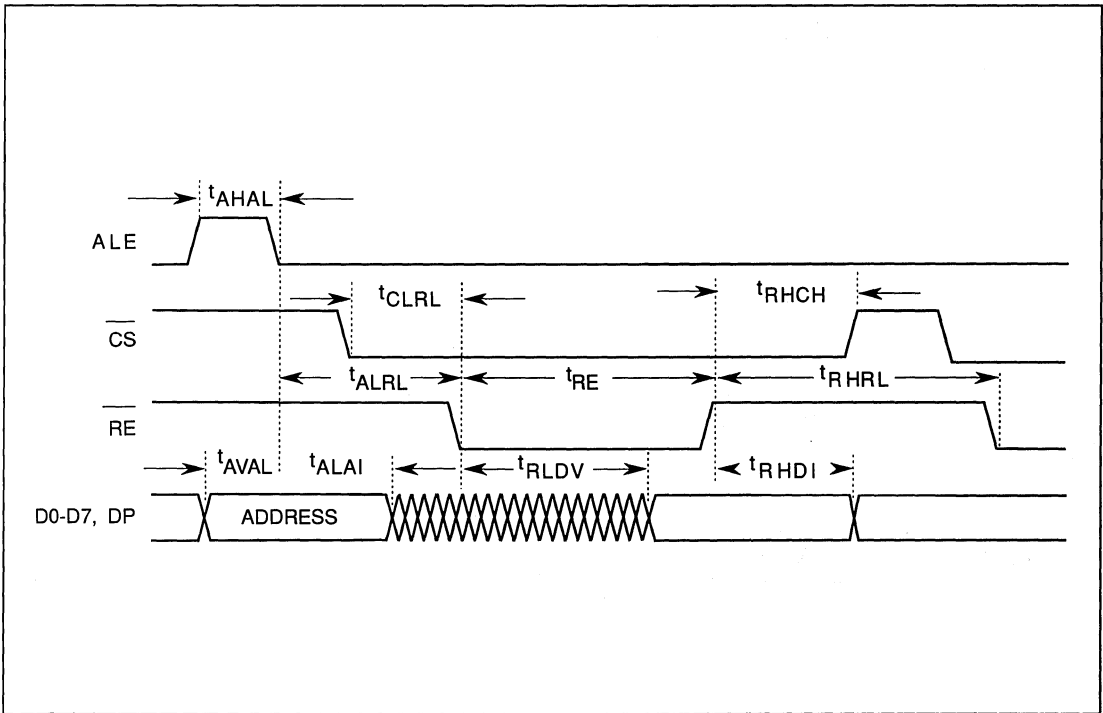 tAHAL
ALE
tCLRL
tRHCH
CS
tALRL tRE tRHRL
RE
tAVAL tALAI tRLDV tRHDI
D0-D7, DP ADDRESS